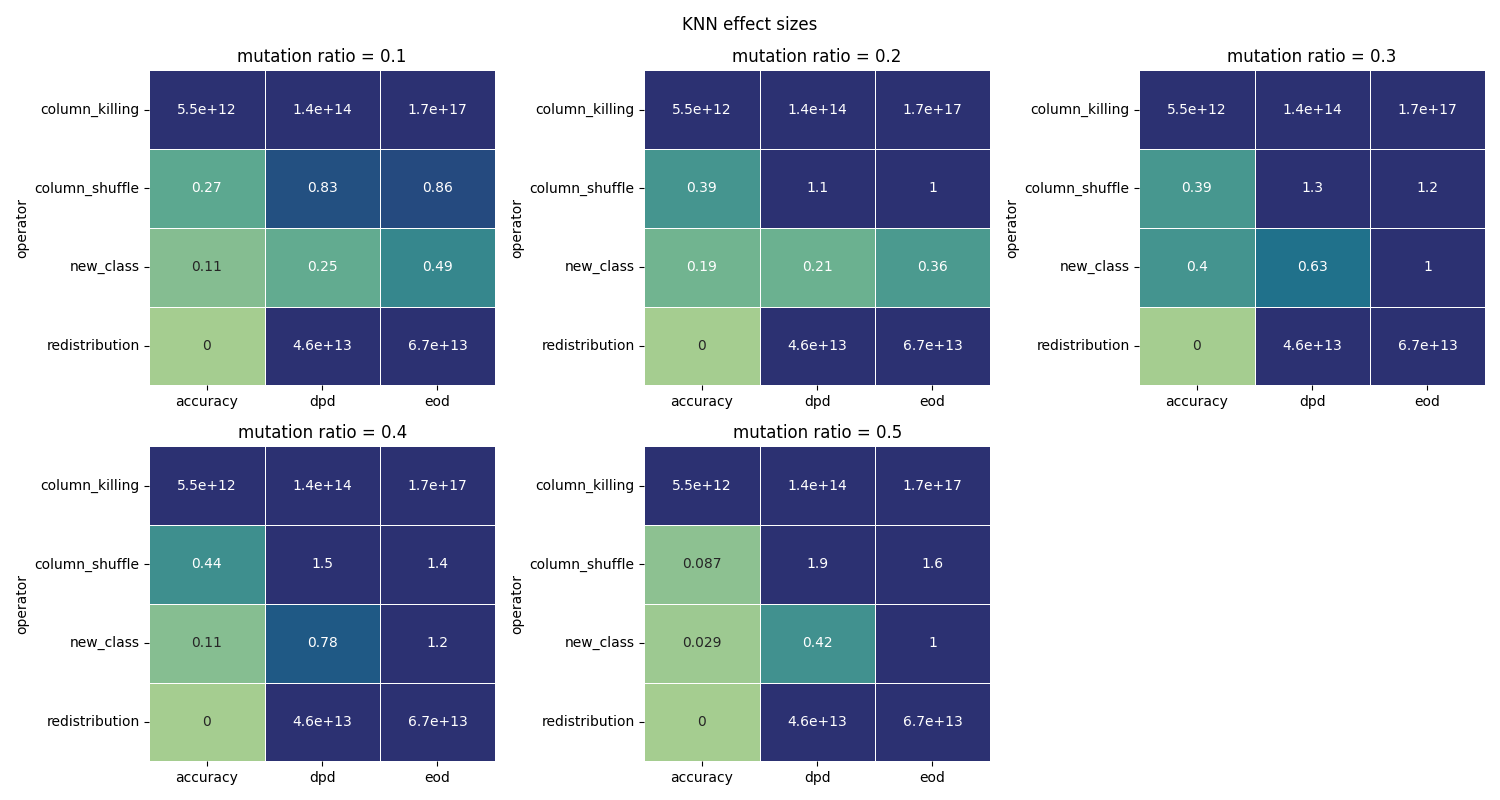 KNN effect sizes
mutation ratio = 0.1
operator
column_killing 5.5e+12 1.4e+14 1.7e+17
column_shuffle 0.27 0.83 0.86
new_class 0.11 0.25 0.49
redistribution 0 4.6e+13 6.7e+13
accuracy dpd eod
mutation ratio = 0.2
operator
column_killing 5.5e+12 1.4e+14 1.7e+17
column_shuffle 0.39 1.1 1
new_class 0.19 0.21 0.36
redistribution 0 4.6e+13 6.7e+13
accuracy dpd eod
mutation ratio = 0.3
operator
column_killing 5.5e+12 1.4e+14 1.7e+17
column_shuffle 0.39 1.3 1.2
new_class 0.4 0.63 1
redistribution 0 4.6e+13 6.7e+13
accuracy dpd eod
mutation ratio = 0.4
operator
column_killing 5.5e+12 1.4e+14 1.7e+17
column_shuffle 0.44 1.5 1.4
new_class 0.11 0.78 1.2
redistribution 0 4.6e+13 6.7e+13
accuracy dpd eod
mutation ratio = 0.5
operator
column_killing 5.5e+12 1.4e+14 1.7e+17
column_shuffle 0.087 1.9 1.6
new_class 0.029 0.42 1
redistribution 0 4.6e+13 6.7e+13
accuracy dpd eod